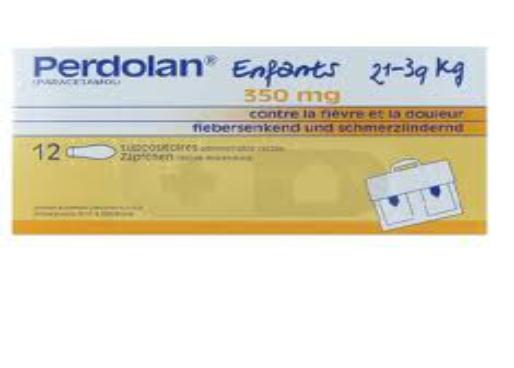 Perdolan® Enfants 21-39 Kg
(PARACETAMOL)
350 mg
contre la fièvre et la douleur
fiebersenkend und schmerzlindernd
12 suppositoires
Zäpfchen